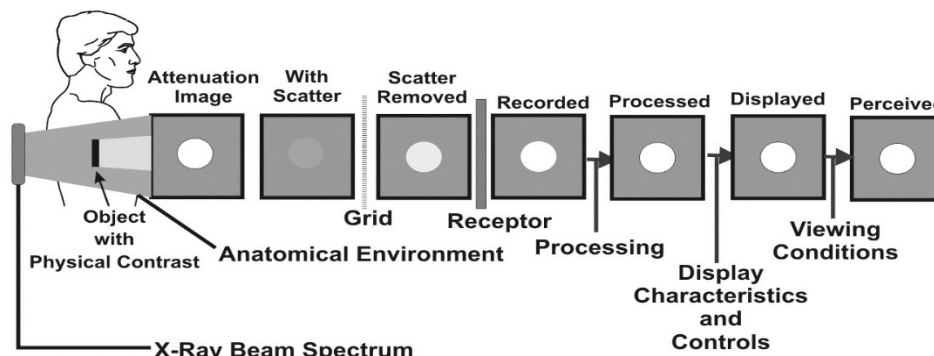 Attenuation
Image
With
Scatter
Scatter
Removed
Recorded
Processed
Displayed
Perceived
Object
with
Physical Contrast
Anatomical Environment
Grid
Receptor
Processing
Display
Characteristics
and
Controls
Viewing
Conditions
X-Ray Beam Spectrum